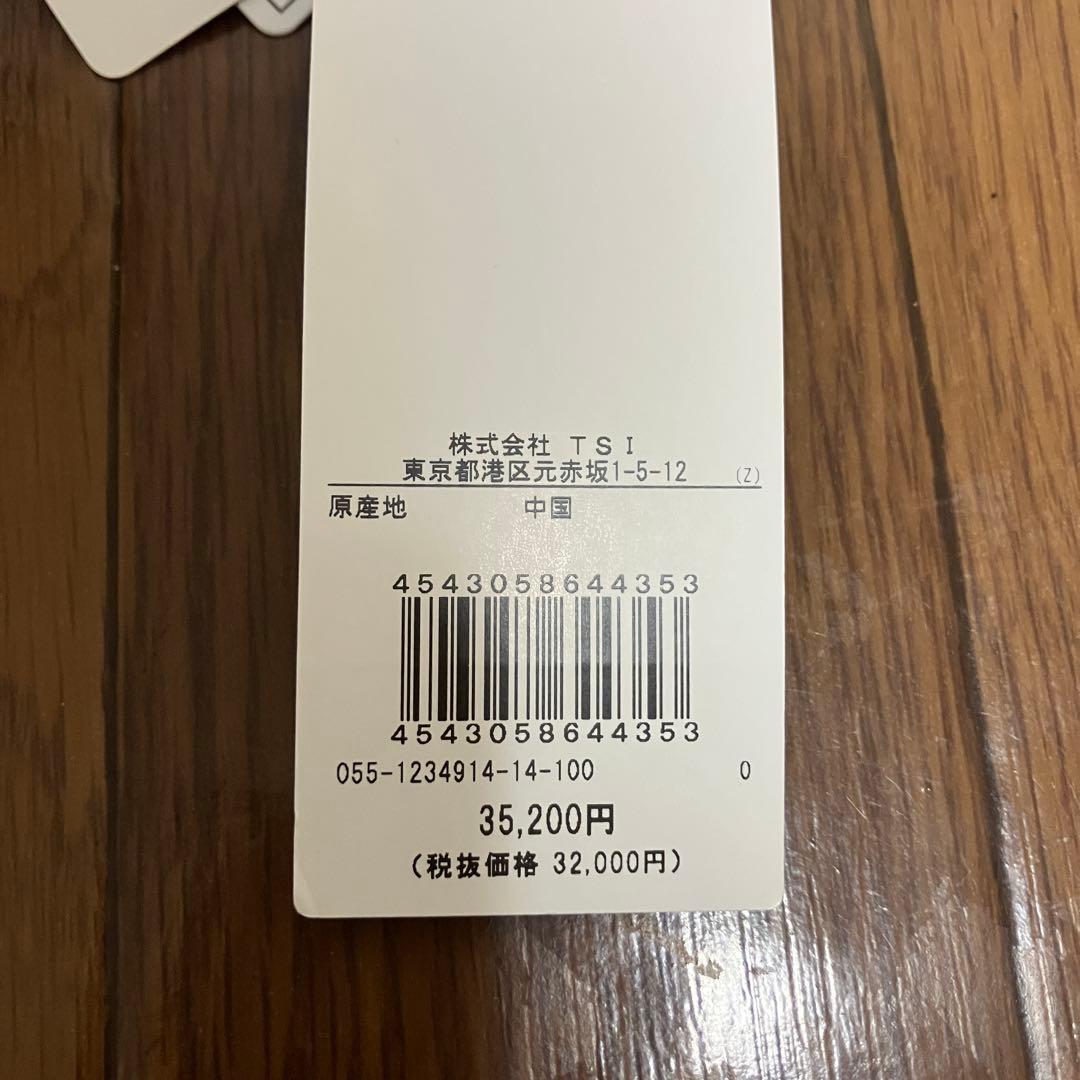 株式会社 TSI
東京都港区元赤坂1-5-12 (Z)
原産地 中国
4543058644353
4543058644353
055-1234914-14-100 0
35,200円
(税抜価格 32,000円)